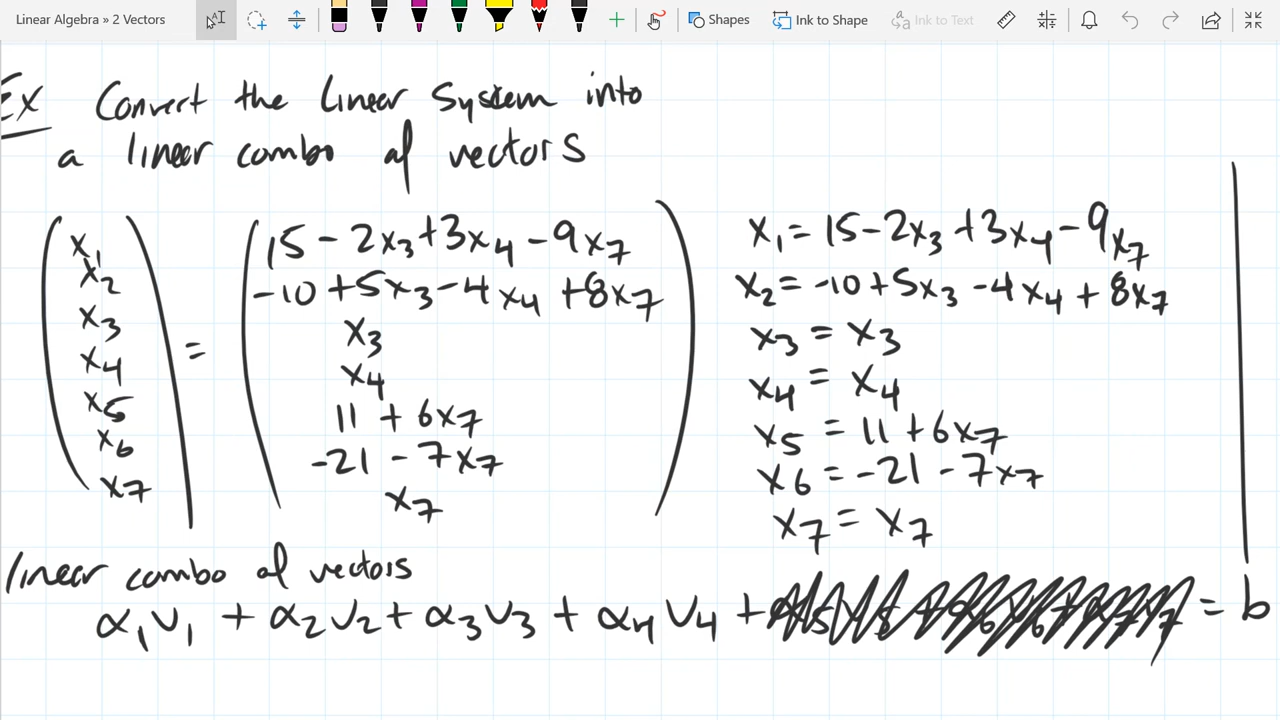 Linear Algebra » 2 Vectors
Shapes
Ink to Shape
Ink to Text
Ex Convert the linear system into
a linear combo of vectors
x₁
x₂
x₃
x₄
x₅
x₆
x₇
=
15 - 2x₃ + 3x₄ - 9x₇
-10 + 5x₃ - 4x₄ + 8x₇
x₃
x₄
11 + 6x₇
-21 - 7x₇
x₇
x₁ = 15 - 2x₃ + 3x₄ - 9x₇
x₂ = -10 + 5x₃ - 4x₄ + 8x₇
x₃ = x₃
x₄ = x₄
x₅ = 11 + 6x₇
x₆ = -21 - 7x₇
x₇ = x₇
linear combo of vectors
α₁v₁ + α₂v₂ + α₃v₃ + α₄v₄ + = b